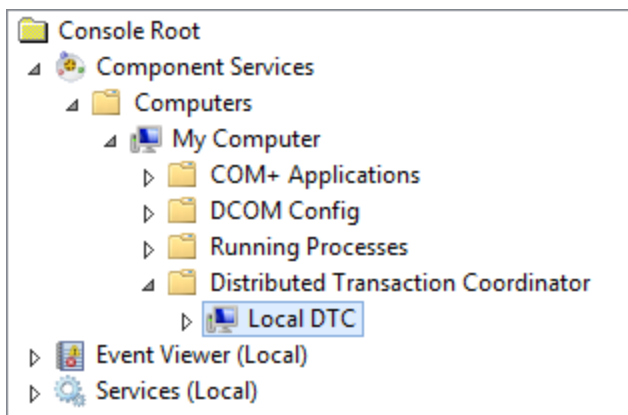 Console Root
Component Services
Computers
My Computer
COM+ Applications
DCOM Config
Running Processes
Distributed Transaction Coordinator
Local DTC
Event Viewer (Local)
Services (Local)